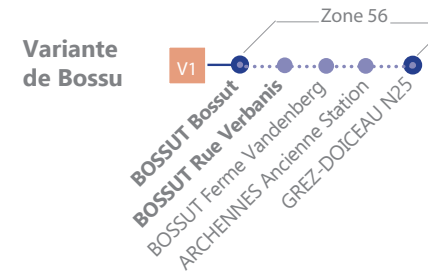 Zone 56
Variante
de Bossu
V1
BOSSUT Bossut
BOSSUT Rue Verbanis
BOSSUT Ferme Vandenberg
ARCHENNES Ancienne Station
GREZ-DOICEAU N25